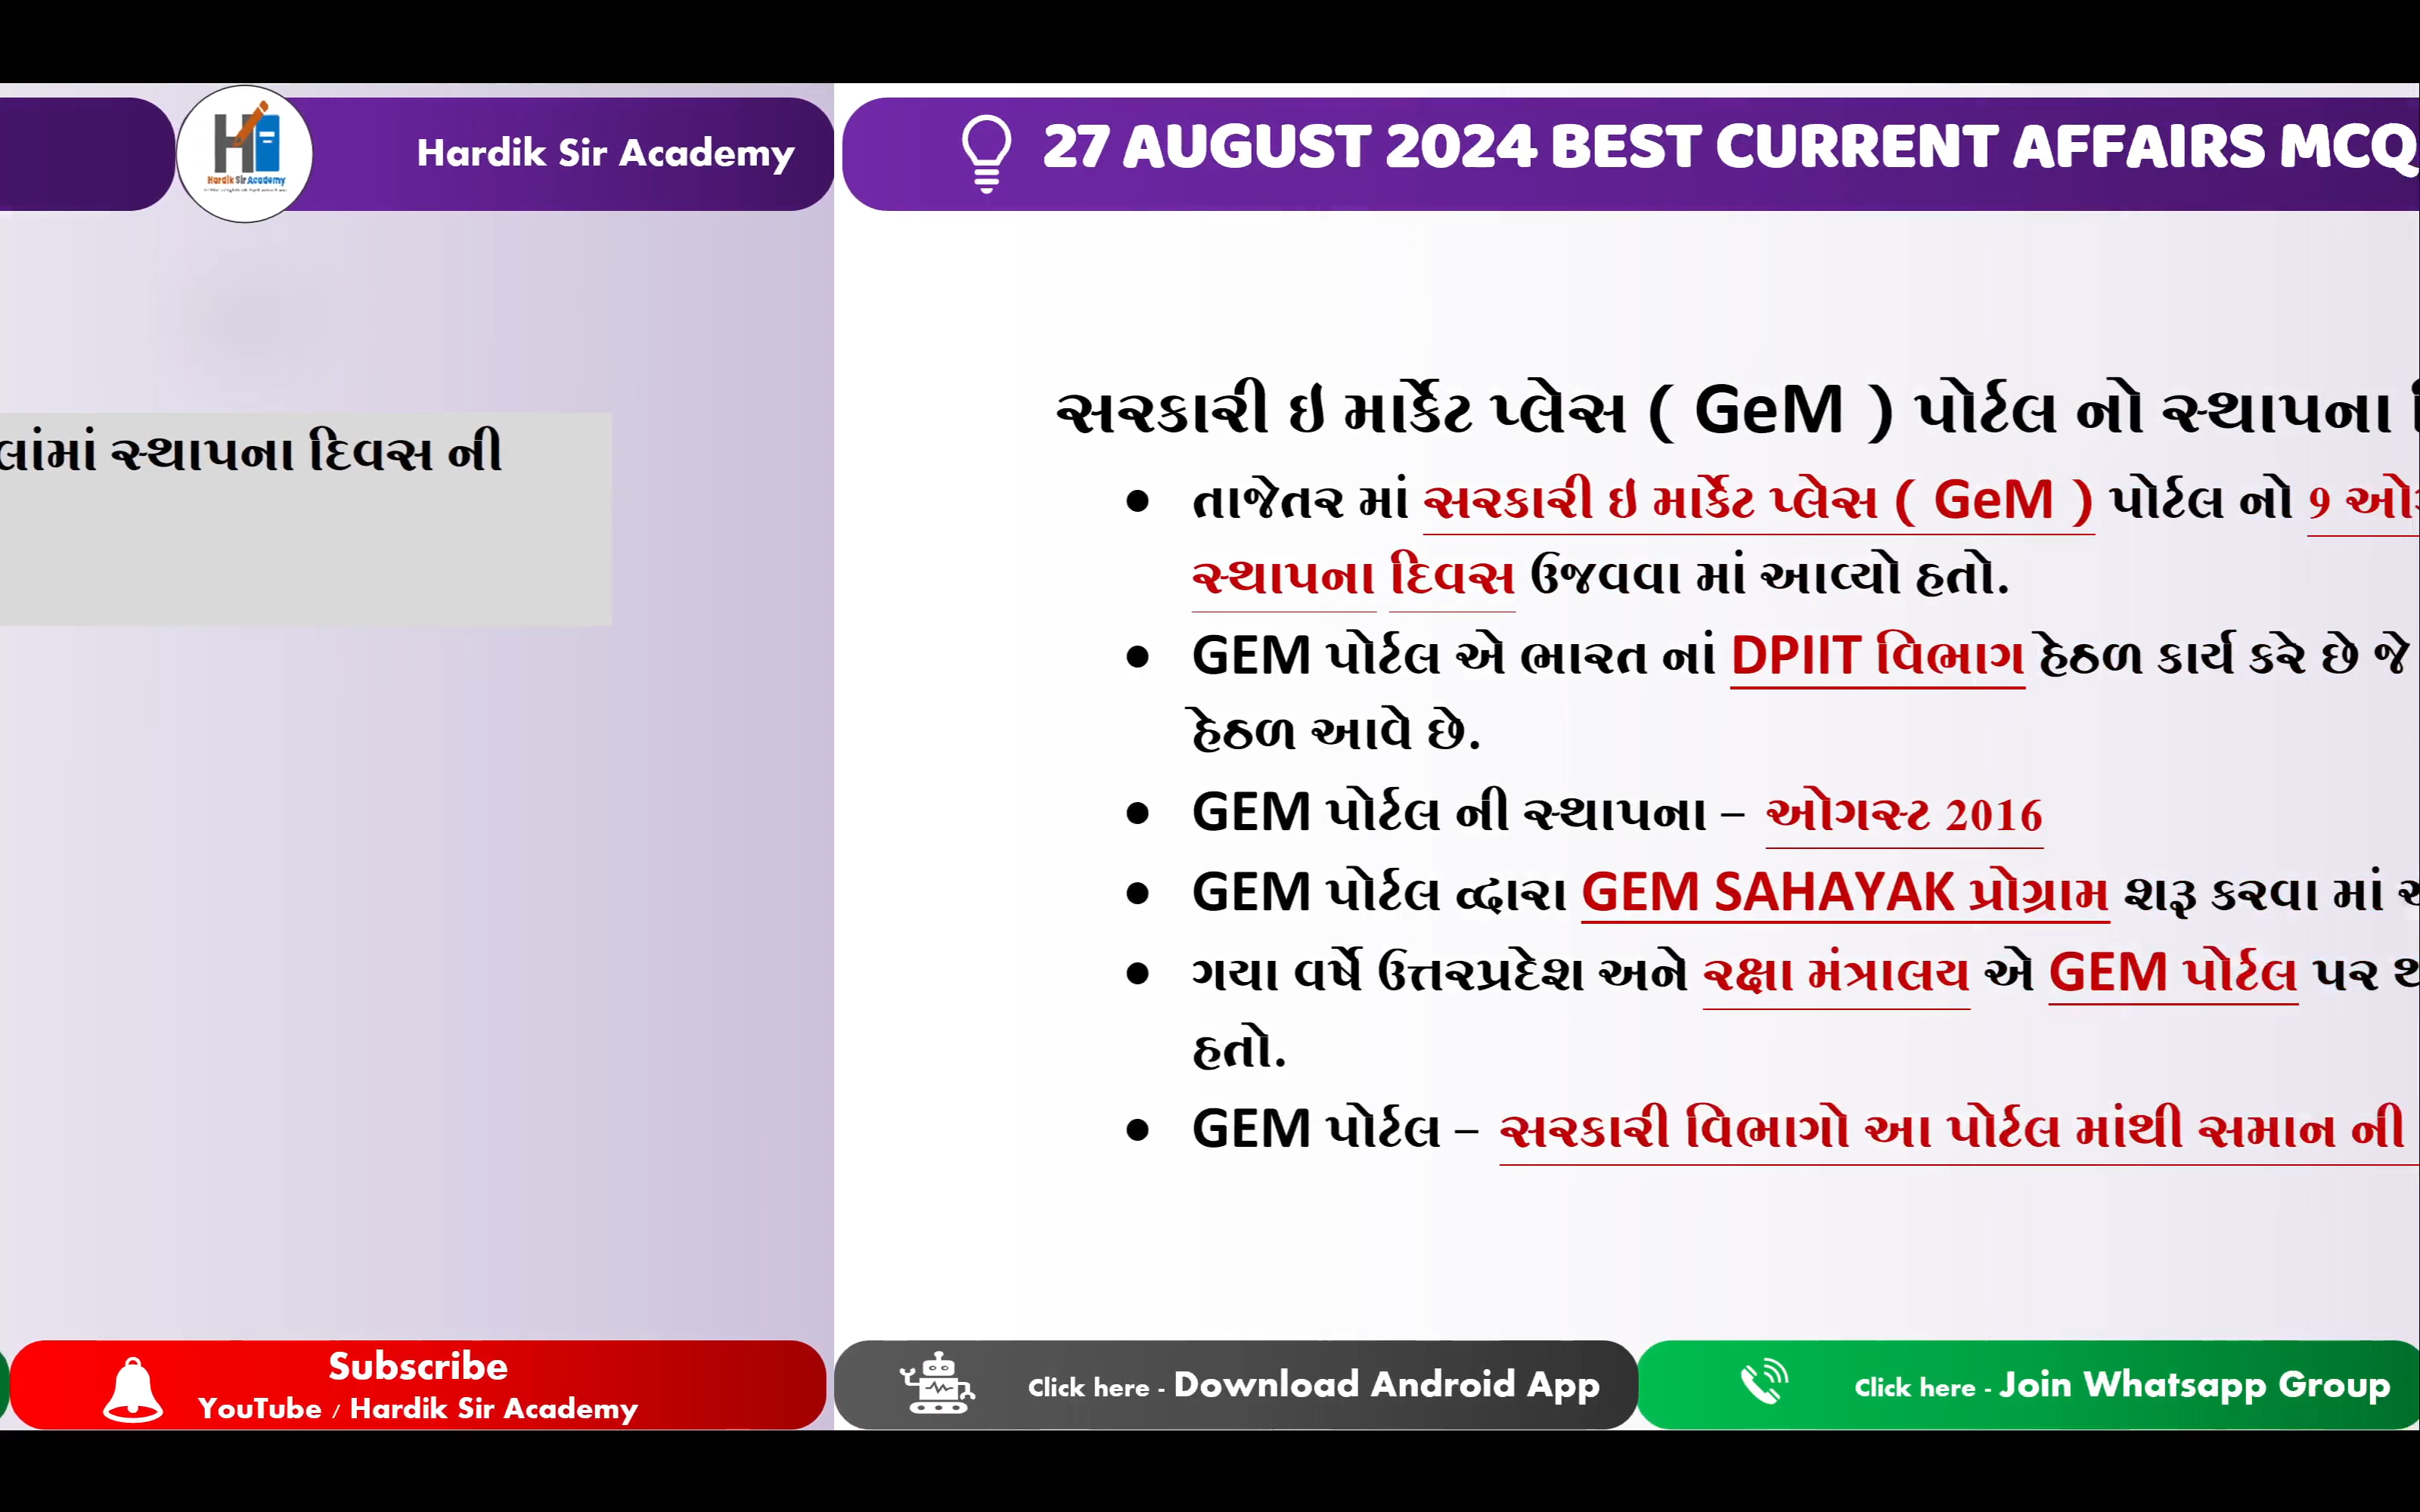 Hardik Sir Academy
Hardik Sir Academy
સ્થાપના દિવસ ની
Subscribe
YouTube / Hardik Sir Academy
27 AUGUST 2024 BEST CURRENT AFFAIRS MCQ
સરકારી ઇ માર્કેટ પ્લેસ ( GeM ) પોર્ટલ નો સ્થાપના
• તાજેતર માં સરકારી ઇ માર્કેટ પ્લેસ ( GeM ) પોર્ટલ નો 9
સ્થાપના દિવસ ઉજવવા માં આવ્યો હતો.
• GEM પોર્ટલ એ ભારત નાં DPIIT વિભાગ હેઠળ કાર્ય કરે છે જે
હેઠળ આવે છે.
• GEM પોર્ટલ ની સ્થાપના – ઓગસ્ટ 2016
• GEM પોર્ટલ દ્વારા GEM SAHAYAK પ્રોગ્રામ શરૂ કરવા માં
• ગયા વર્ષે ઉત્તરપ્રદેશ અને રક્ષા મંત્રાલય એ GEM પોર્ટલ પર
હતો.
• GEM પોર્ટલ – સરકારી વિભાગો આ પોર્ટલ માંથી સમાન ની
Click here - Download Android App
Click here - Join Whatsapp Group